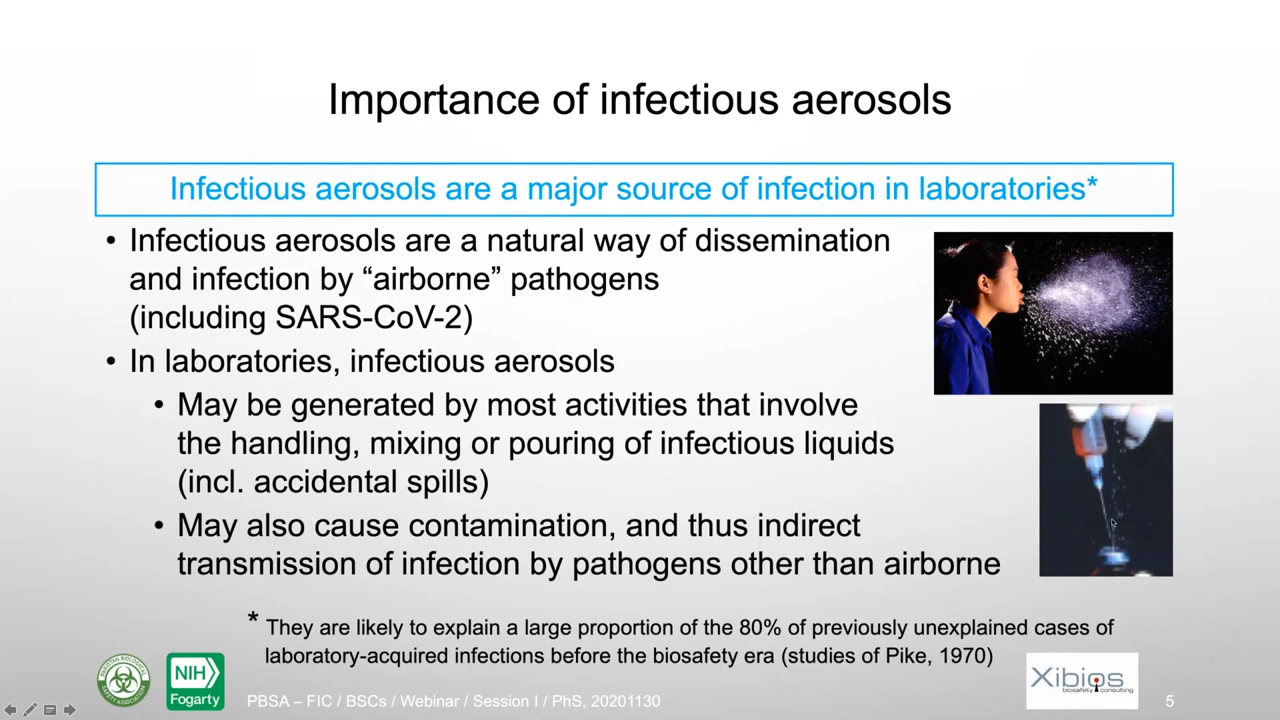 Importance of infectious aerosols
Infectious aerosols are a major source of infection in laboratories*
• Infectious aerosols are a natural way of dissemination
and infection by “airborne” pathogens
(including SARS-CoV-2)
• In laboratories, infectious aerosols
• May be generated by most activities that involve
the handling, mixing or pouring of infectious liquids
(incl. accidental spills)
• May also cause contamination, and thus indirect
transmission of infection by pathogens other than airborne
* They are likely to explain a large proportion of the 80% of previously unexplained cases of
laboratory-acquired infections before the biosafety era (studies of Pike, 1970)
PAKISTAN BIOLOGICAL
SAFETY ASSOCIATION
NIH
Fogarty
PBSA – FIC / BSCs / Webinar / Session I / PhS, 20201130
Xibios
biosafety consulting
5